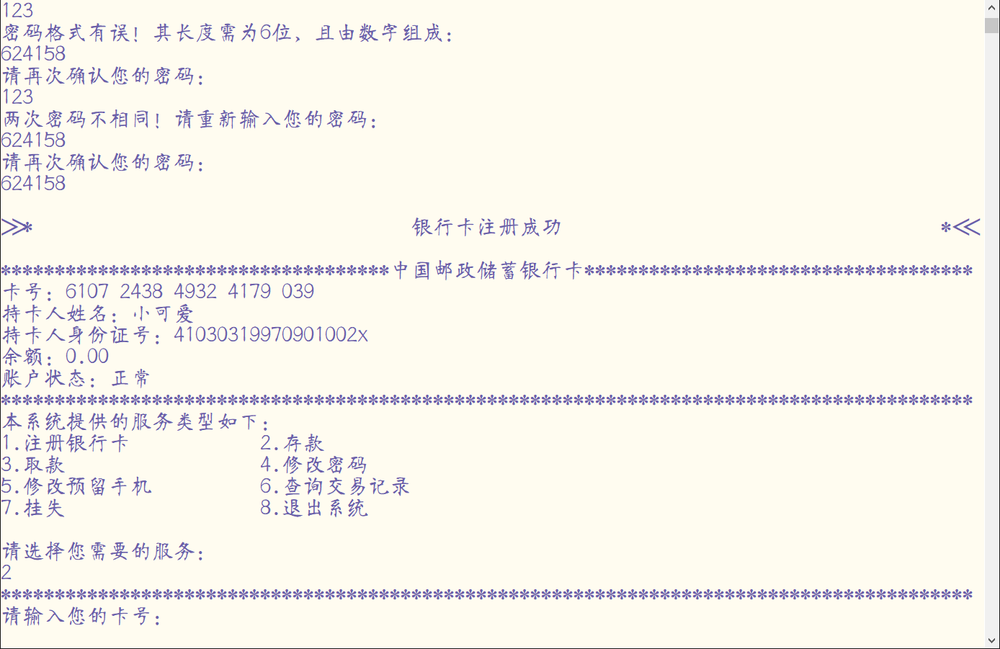 123
密码格式有误！其长度需为6位，且由数字组成：
624158
请再次确认您的密码：
123
两次密码不相同！请重新输入您的密码：
624158
请再次确认您的密码：
624158
>>* 银行卡注册成功 *<<
************************************中国邮政储蓄银行卡************************************
卡号：6107 2438 4932 4179 039
持卡人姓名：小可爱
持卡人身份证号：41030319970901002x
余额：0.00
账户状态：正常
******************************************************************************************
本系统提供的服务类型如下：
1.注册银行卡 2.存款
3.取款 4.修改密码
5.修改预留手机 6.查询交易记录
7.挂失 8.退出系统
请选择您需要的服务：
2
******************************************************************************************
请输入您的卡号：